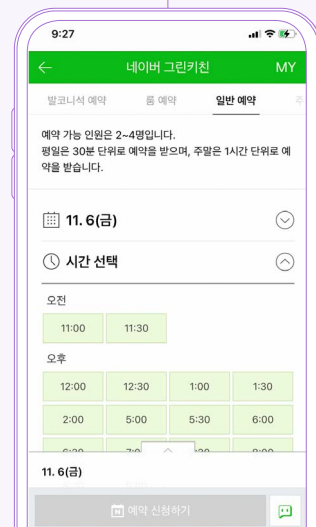 9:27
네이버 그린키친 MY
발코니석 예약 룸 예약 일반 예약
예약 가능 인원은 2~4명입니다.
평일은 30분 단위로 예약을 받으며, 주말은 1시간 단위로 예
약을 받습니다.
11. 6(금)
시간 선택
오전
11:00 11:30
오후
12:00 12:30 1:00 1:30
2:00 5:00 5:30 6:00
11. 6(금)
N 예약 신청하기